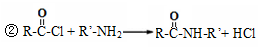 O O
② R-C-Cl + R’-NH₂ ⟶ R-C-NH-R’ + HCl